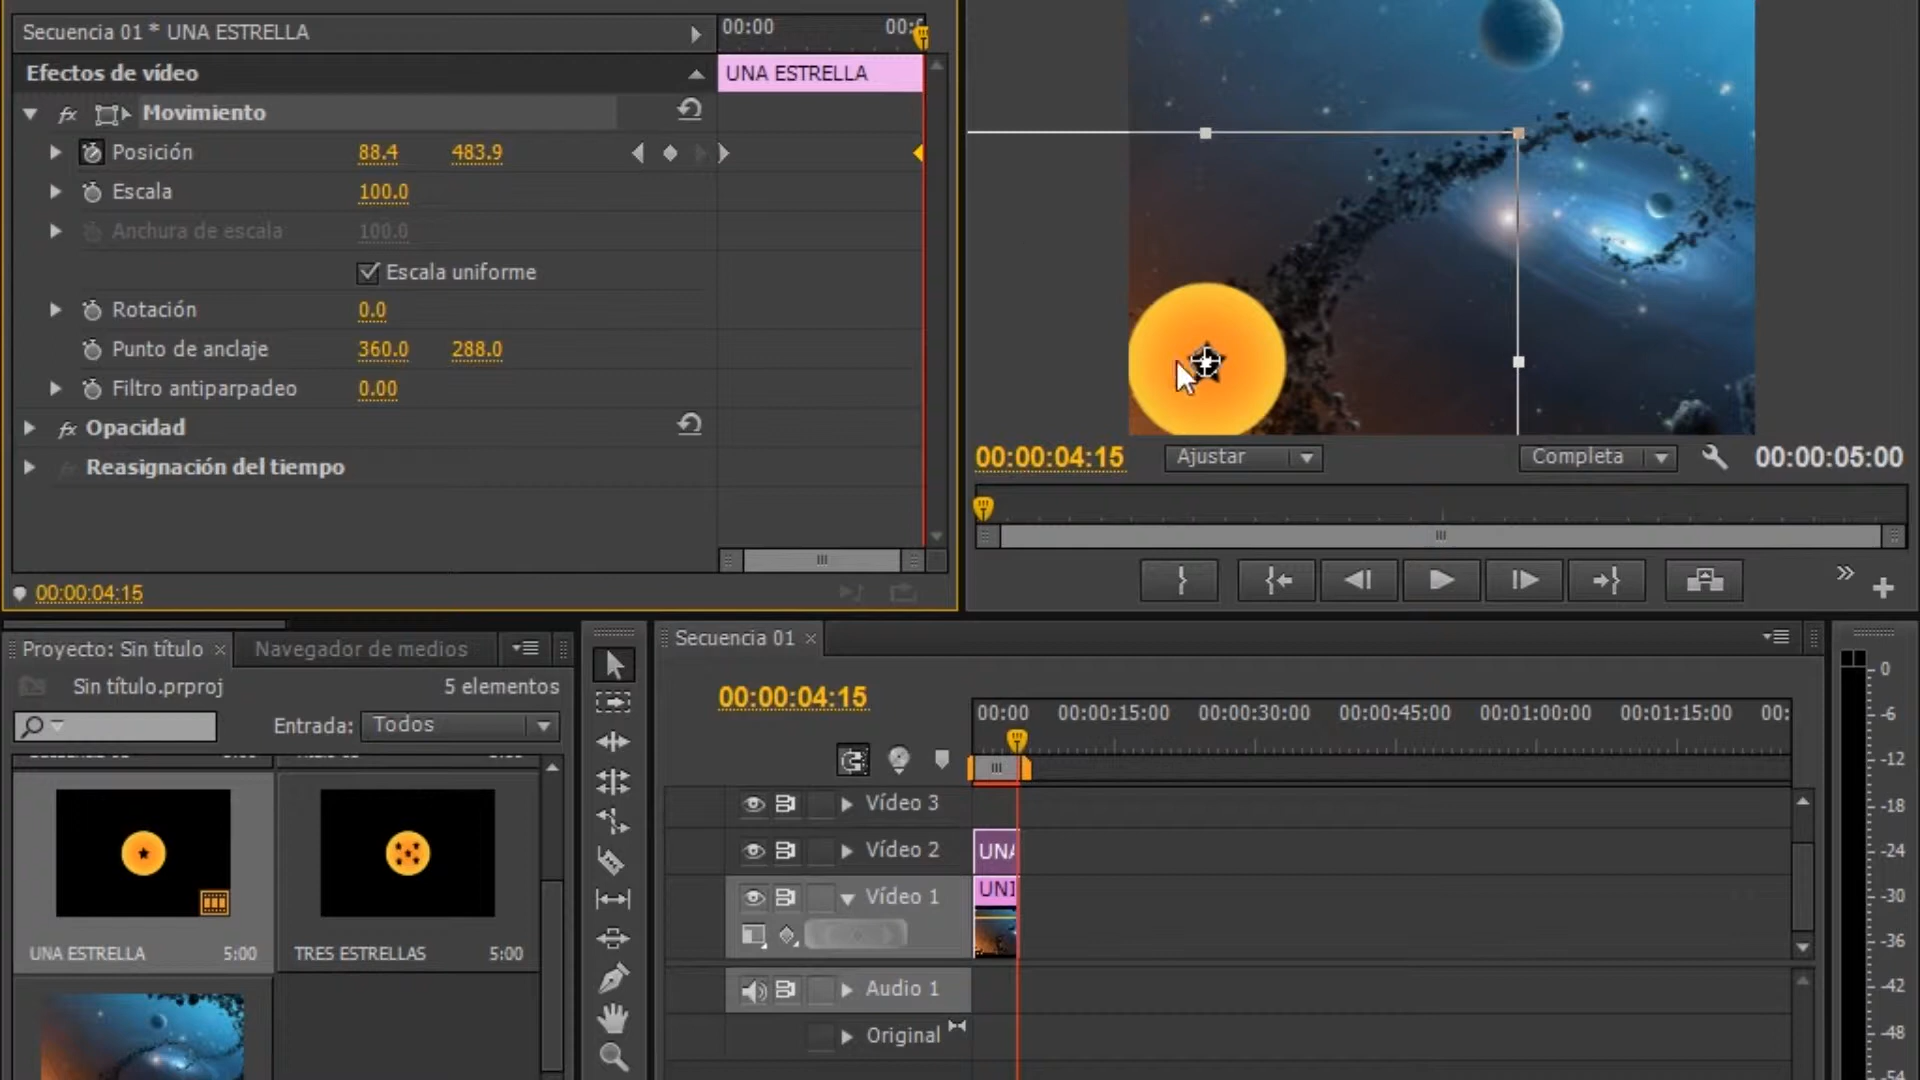 Secuencia 01 * UNA ESTRELLA
00:00
Efectos de vídeo
UNA ESTRELLA
fx Movimiento
Posición 88.4 483.9
Escala 100.0
Anchura de escala 100.0
Escala uniforme
Rotación 0.0
Punto de anclaje 360.0 288.0
Filtro antiparpadeo 0.00
fx Opacidad
Reasignación del tiempo
00:00:04:15
00:00:04:15 Ajustar Completa 00:00:05:00
Proyecto: Sin título Navegador de medios
Sin título.prproj 5 elementos
Entrada: Todos
UNA ESTRELLA 5:00
TRES ESTRELLAS 5:00
Secuencia 01
00:00:04:15
00:00 00:00:15:00 00:00:30:00 00:00:45:00 00:01:00:00 00:01:15:00 00:
Vídeo 3
Vídeo 2 UNA
Vídeo 1 UNI
Audio 1
Original
0
-6
-12
-18
-24
-30
-36
-42
-48
-54